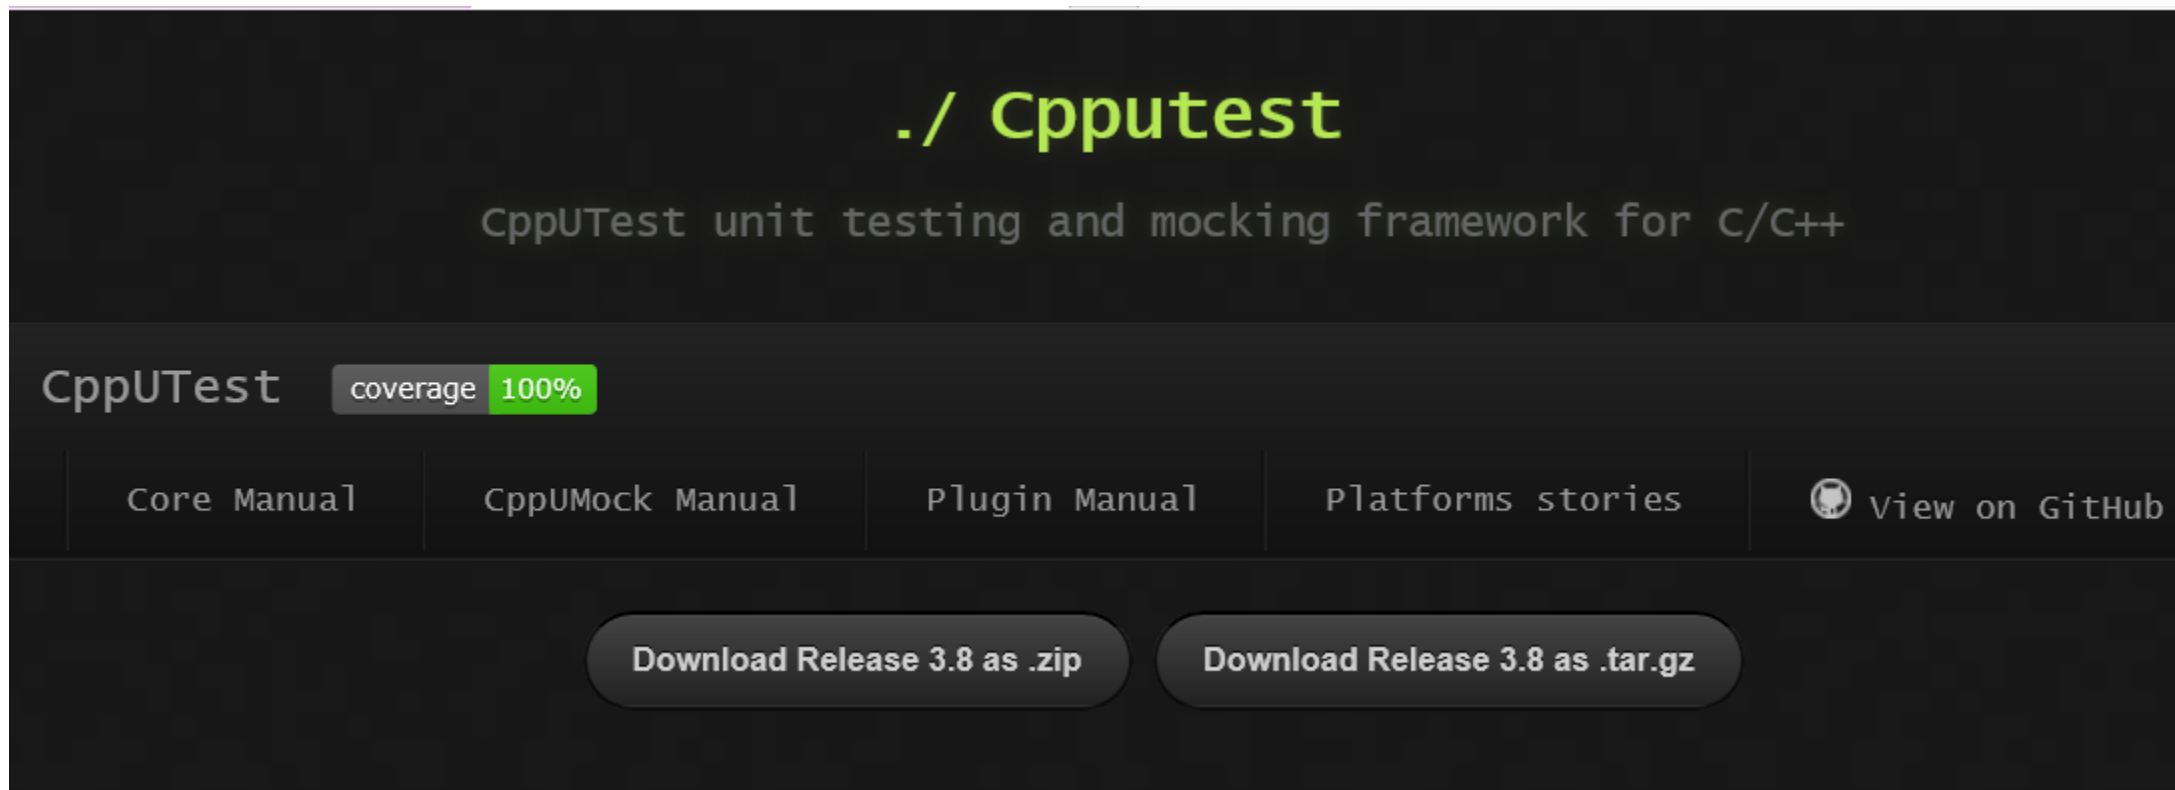 ./ Cpputest
CppUTest unit testing and mocking framework for C/C++
CppUTest coverage 100%
Core Manual CppUMock Manual Plugin Manual Platforms stories View on GitHub
Download Release 3.8 as .zip Download Release 3.8 as .tar.gz